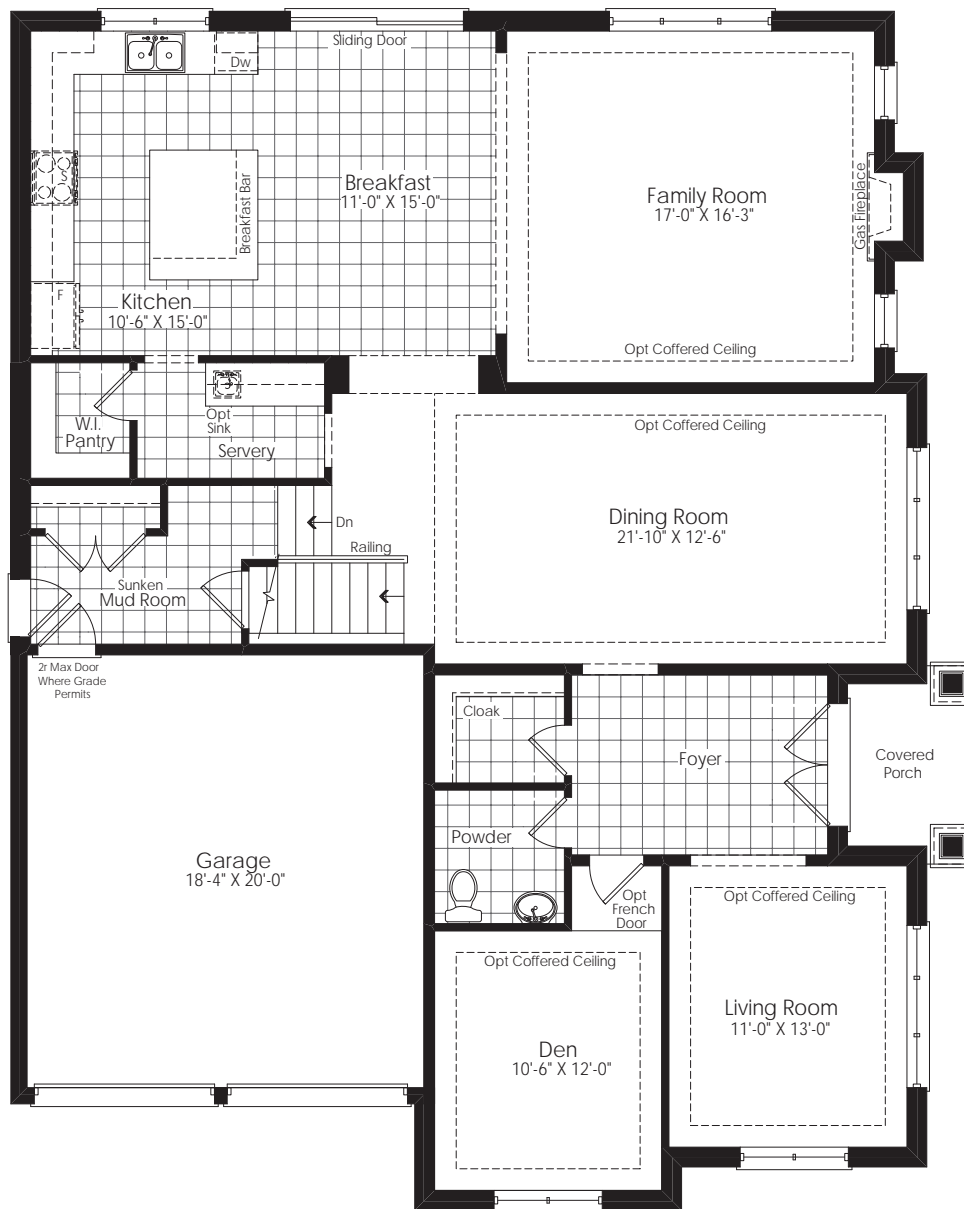 Sliding Door
Dw
S
Breakfast Bar
Breakfast
11'-0" X 15'-0"
Family Room
17'-0" X 16'-3"
Gas Fireplace
F
Kitchen
10'-6" X 15'-0"
Opt Coffered Ceiling
W.I.
Pantry
Opt
Sink
Servery
Opt Coffered Ceiling
Dining Room
21'-10" X 12'-6"
Dn
Railing
Sunken
Mud Room
2r Max Door
Where Grade
Permits
Cloak
Foyer
Covered
Porch
Powder
Garage
18'-4" X 20'-0"
Opt
French
Door
Opt Coffered Ceiling
Opt Coffered Ceiling
Living Room
11'-0" X 13'-0"
Den
10'-6" X 12'-0"